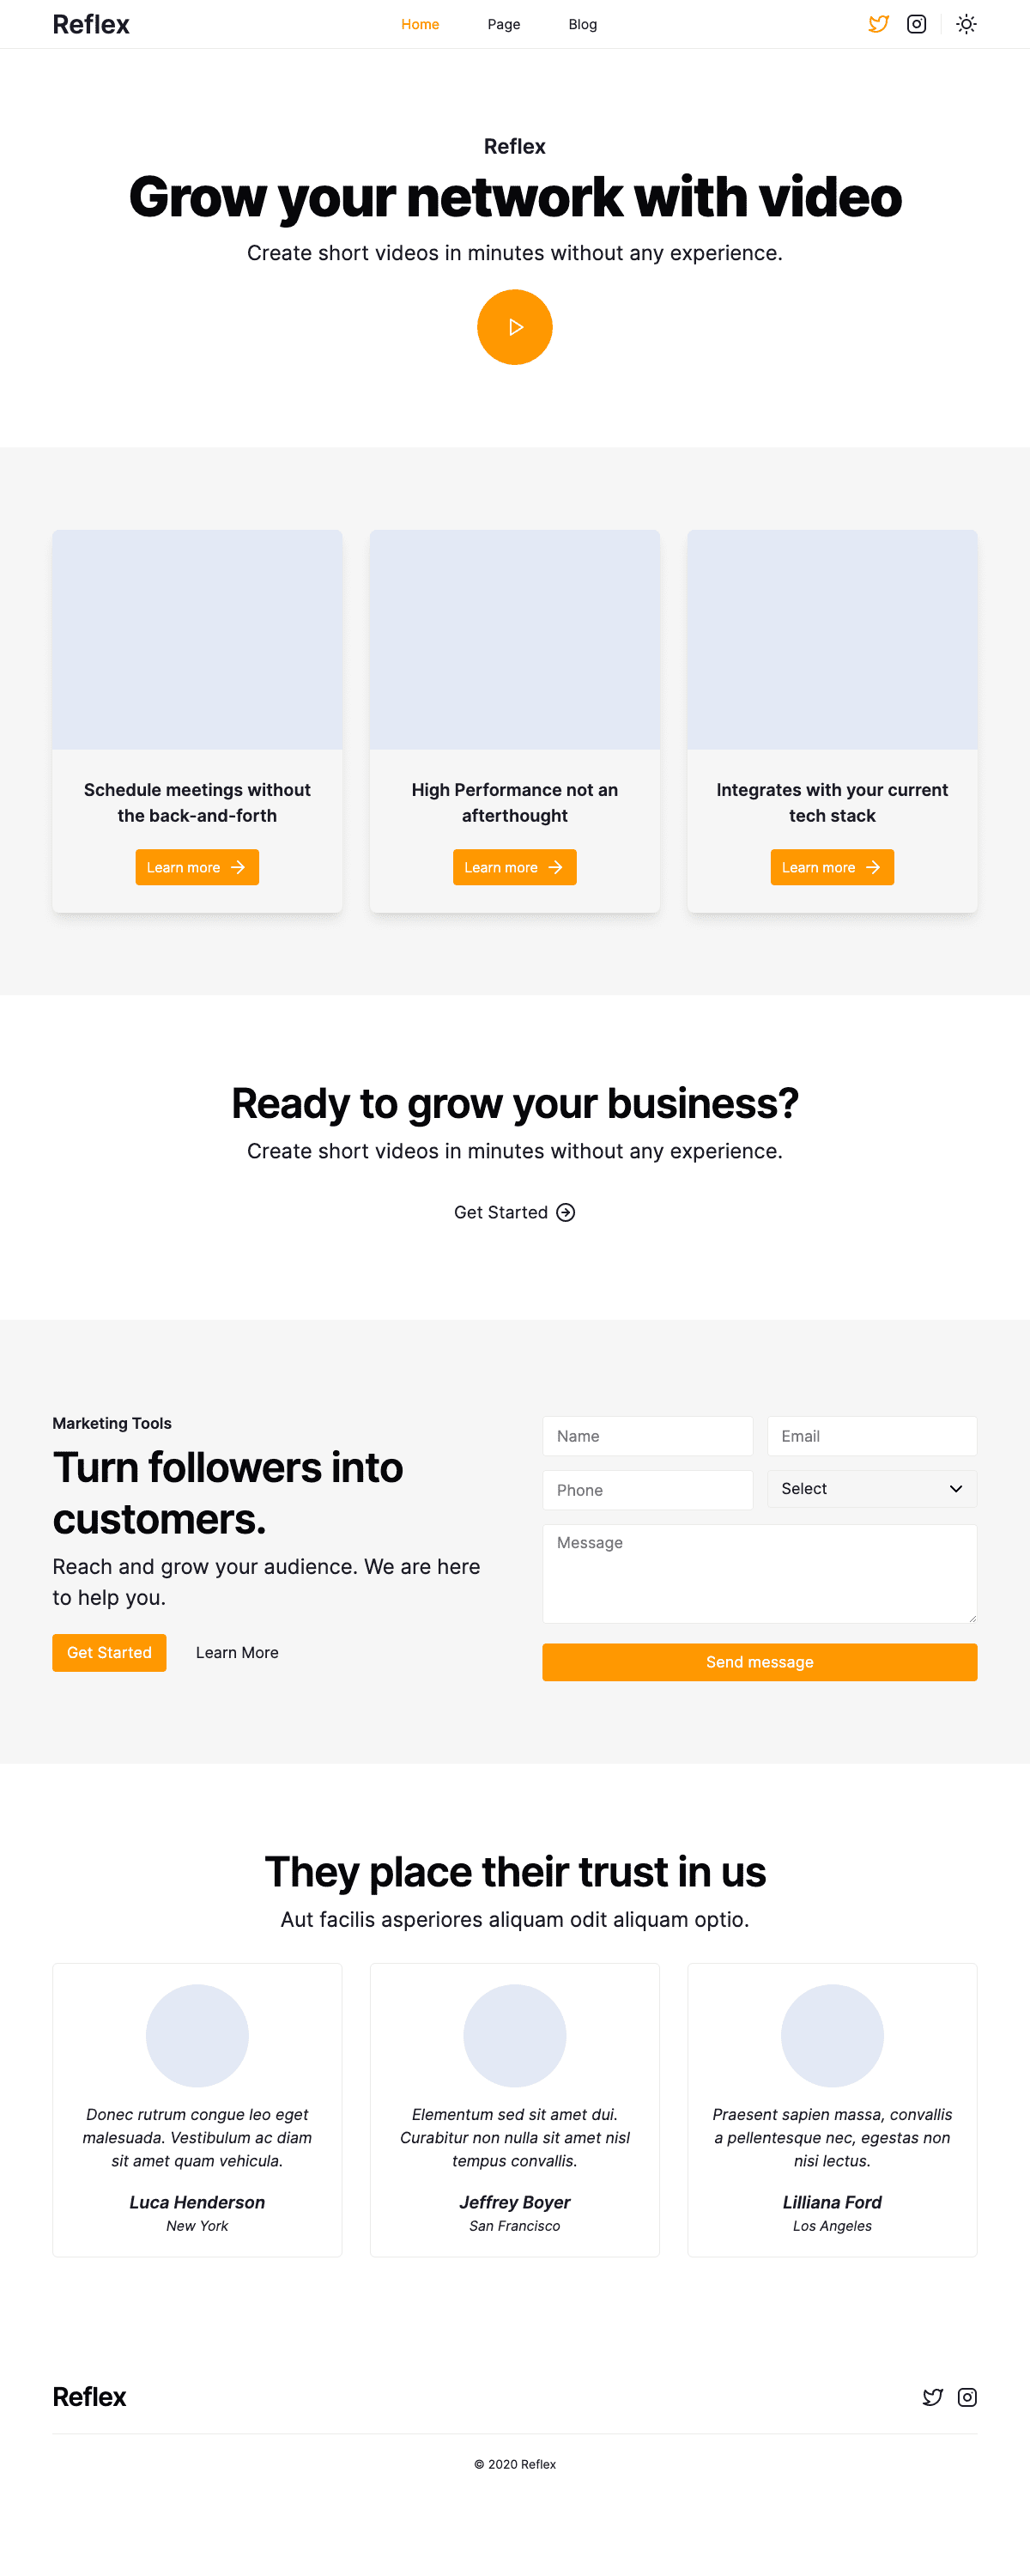 Reflex
Home
Page
Blog
Reflex
Grow your network with video
Create short videos in minutes without any experience.
Schedule meetings without
the back-and-forth
Learn more
High Performance not an
afterthought
Learn more
Integrates with your current
tech stack
Learn more
Ready to grow your business?
Create short videos in minutes without any experience.
Get Started
Marketing Tools
Turn followers into
customers.
Reach and grow your audience. We are here
to help you.
Get Started
Learn More
Name
Email
Phone
Select
Message
Send message
They place their trust in us
Aut facilis asperiores aliquam odit aliquam optio.
Donec rutrum congue leo eget
malesuada. Vestibulum ac diam
sit amet quam vehicula.
Luca Henderson
New York
Elementum sed sit amet dui.
Curabitur non nulla sit amet nisl
tempus convallis.
Jeffrey Boyer
San Francisco
Praesent sapien massa, convallis
a pellentesque nec, egestas non
nisi lectus.
Lilliana Ford
Los Angeles
Reflex
© 2020 Reflex